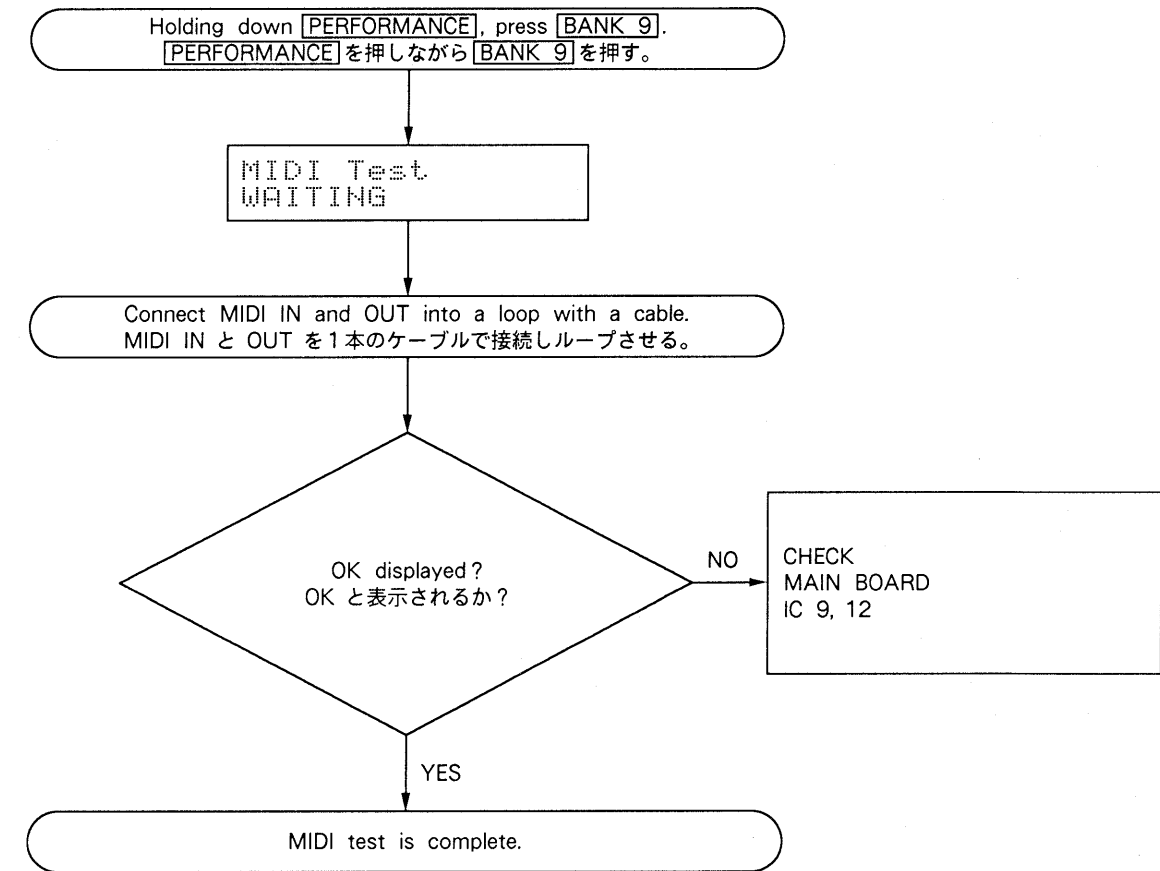 Holding down PERFORMANCE, press BANK 9.
PERFORMANCEを押しながらBANK 9を押す。
MIDI Test
WAITING
Connect MIDI IN and OUT into a loop with a cable.
MIDI IN と OUT を1本のケーブルで接続しループさせる。
OK displayed?
OK と表示されるか?
NO
CHECK
MAIN BOARD
IC 9, 12
YES
MIDI test is complete.